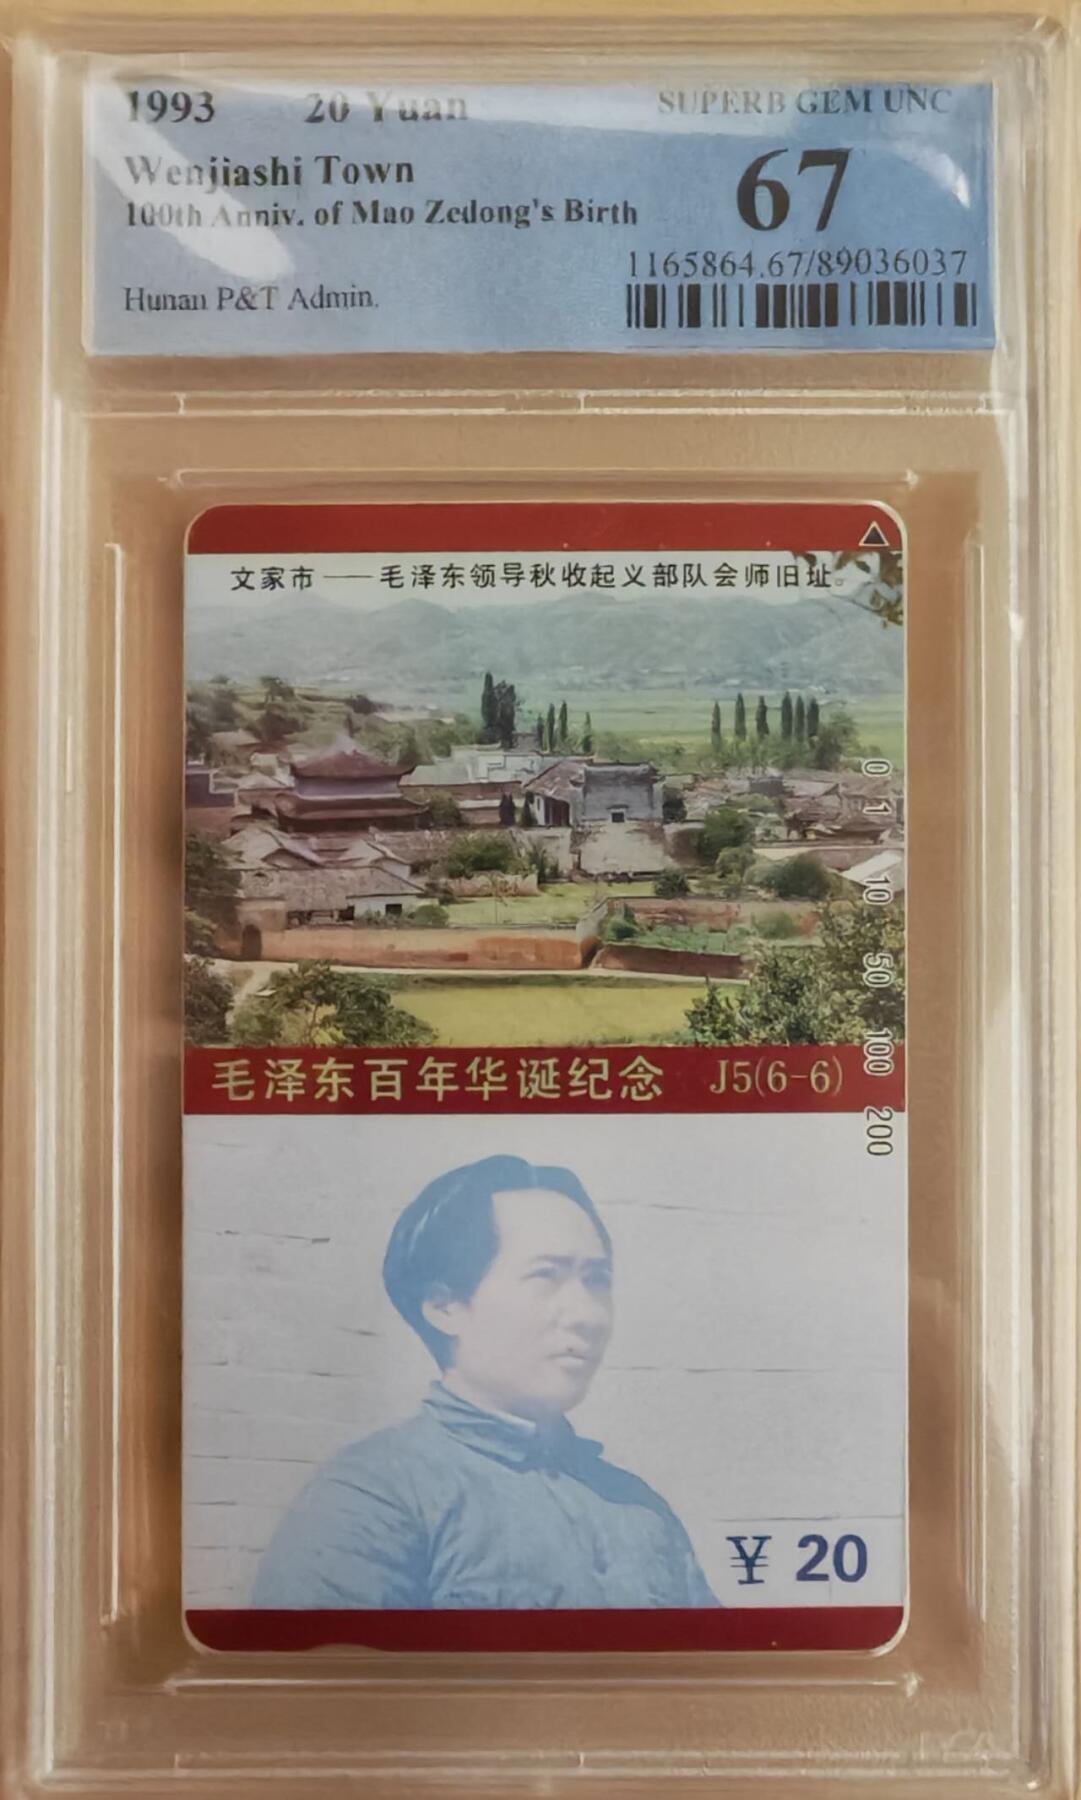 1993 20 Yuan SUPERB GEM UNC
Wenjiashi Town 67
100th Anniv. of Mao Zedong's Birth
1165864.67/89036037
Hunan P&T Admin.
文家市——毛泽东领导秋收起义部队会师旧址。
0 1 10 50 100 200
毛泽东百年华诞纪念 J5(6-6)
¥ 20